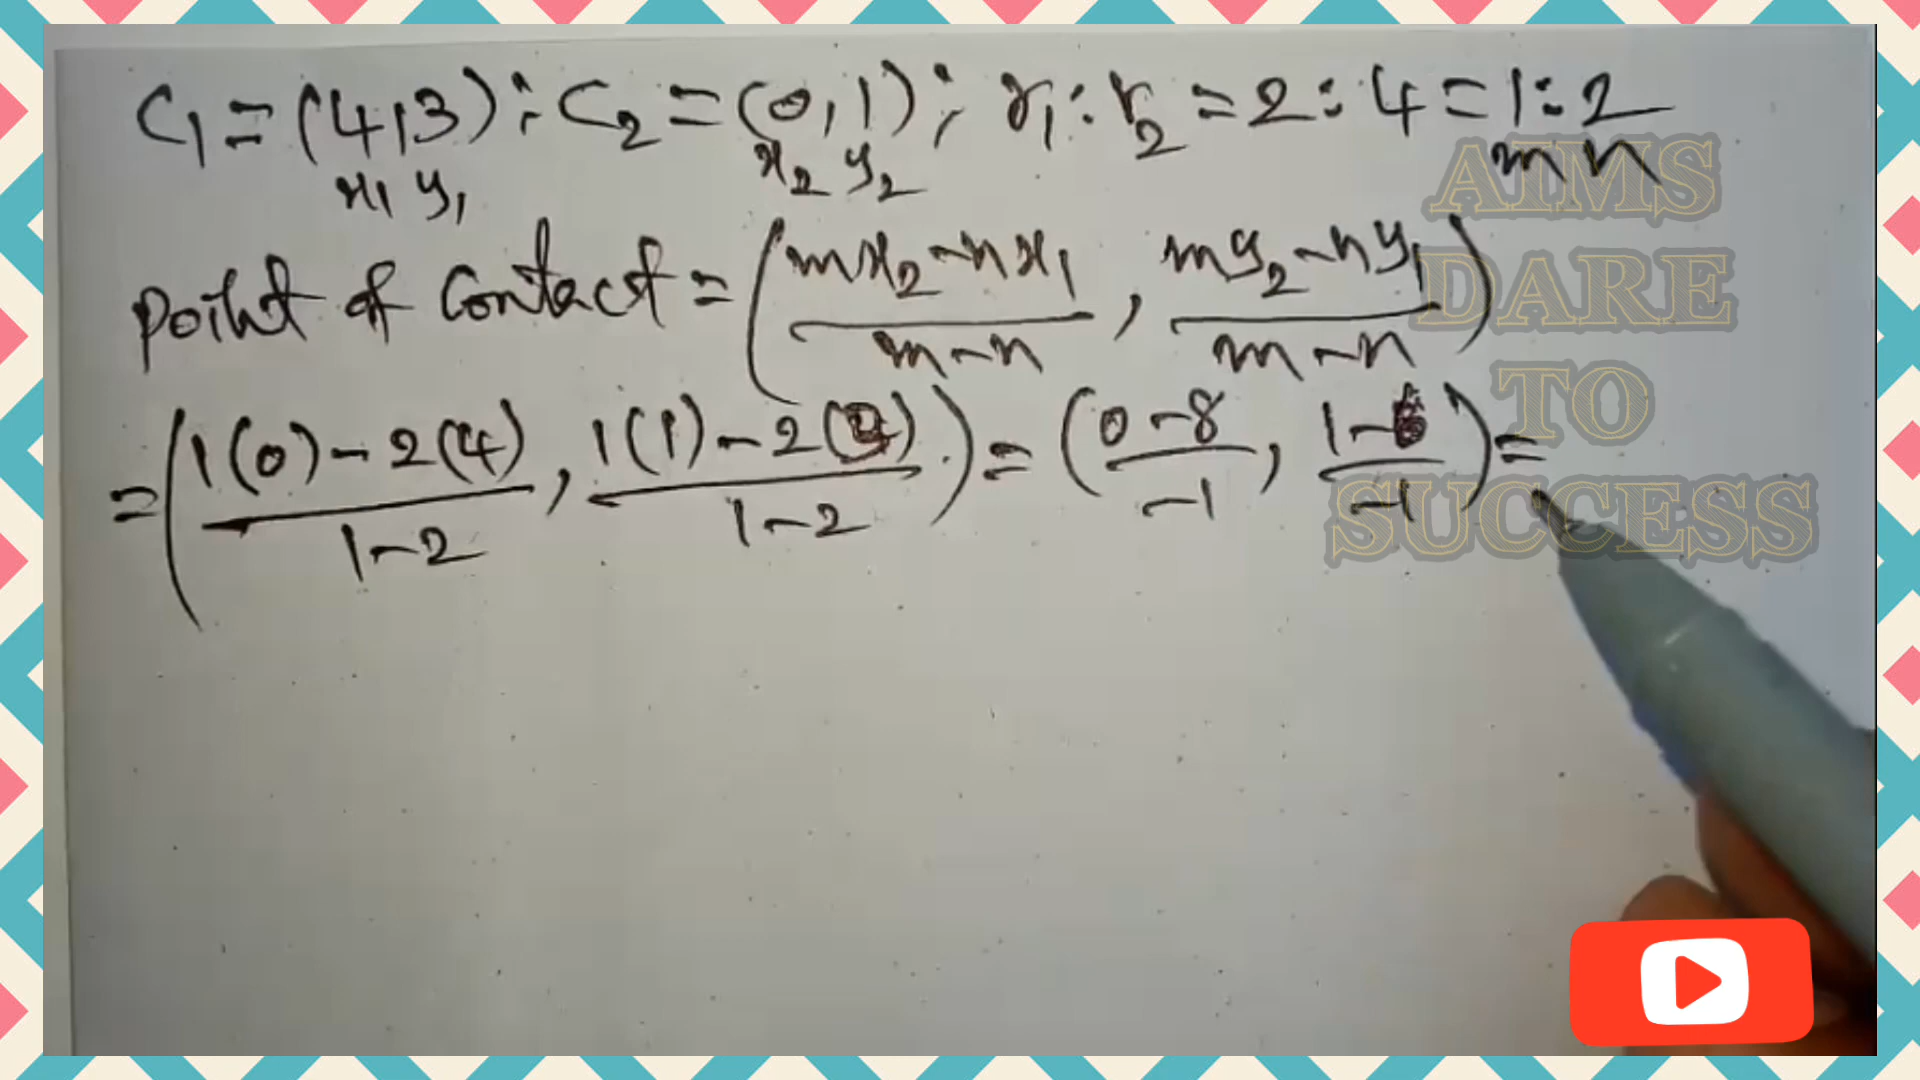 C₁ = (4,3) ; C₂ = (0,1) ; r₁ : r₂ = 2 : 4 = 1 : 2
x₁ y₁ x₂ y₂ m n
Point of Contact = ( (mx₂ - nx₁)/(m - n) , (my₂ - ny₁)/(m - n) )
= ( (1(0) - 2(4))/(1 - 2) , (1(1) - 2( ))/(1 - 2) ) = ( (0 - 8)/(-1) , (1 - 6)/(-1) ) =
AIMS
DARE
TO
SUCCESS